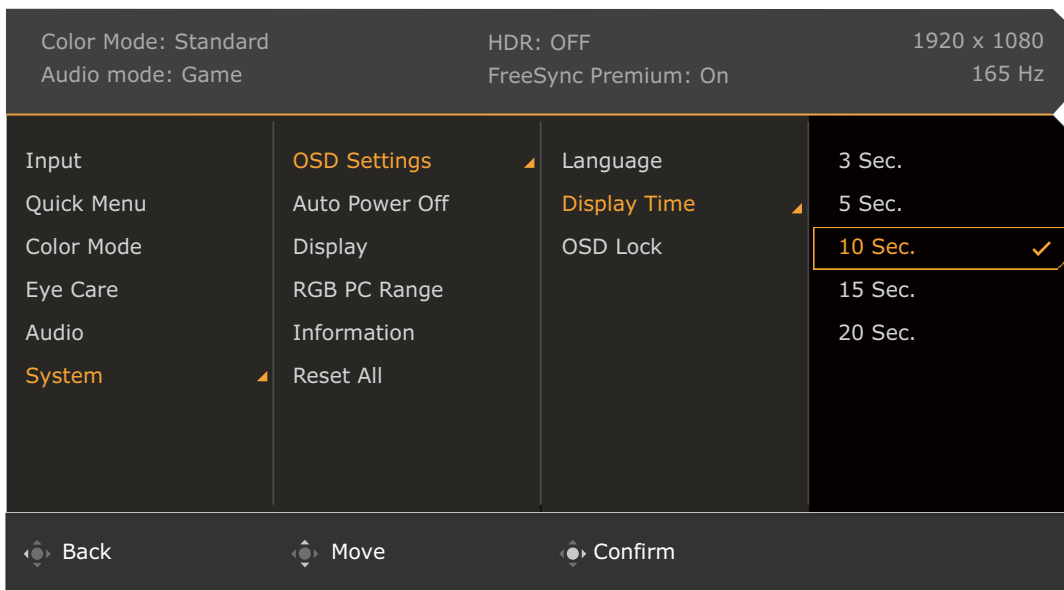 Color Mode: Standard
HDR: OFF
1920 x 1080
Audio mode: Game
FreeSync Premium: On
165 Hz
Input
Quick Menu
Color Mode
Eye Care
Audio
System
OSD Settings
Auto Power Off
Display
RGB PC Range
Information
Reset All
Language
Display Time
OSD Lock
3 Sec.
5 Sec.
10 Sec.
15 Sec.
20 Sec.
Back
Move
Confirm